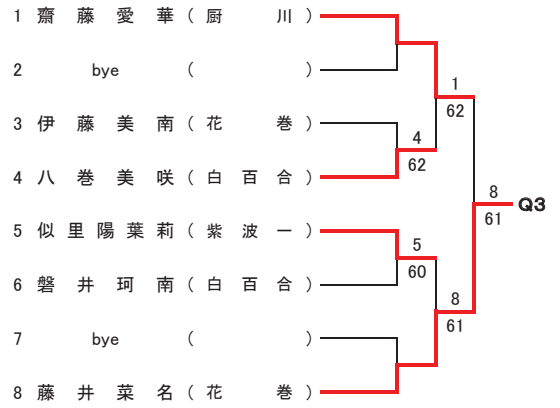 1 齋藤愛華（厨川）
2 bye （ ）
3 伊藤美南（花巻）
4 八巻美咲（白百合）
5 似里陽葉莉（紫波一）
6 磐井珂南（白百合）
7 bye （ ）
8 藤井菜名（花巻）
1
62
4
62
8
61
Q3
5
60
8
61